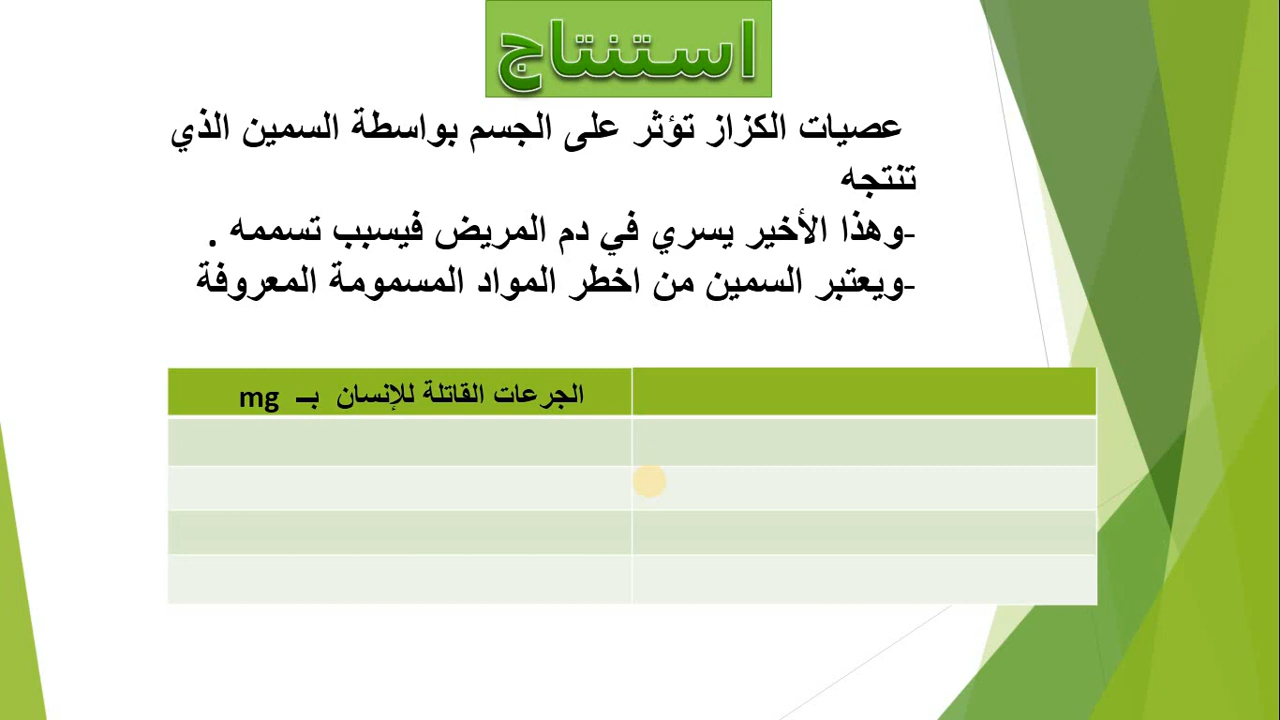 استنتاج
عصيات الكزاز تؤثر على الجسم بواسطة السمين الذي
تنتجه
-وهذا الأخير يسري في دم المريض فيسبب تسممه .
-ويعتبر السمين من اخطر المواد المسمومة المعروفة
الجرعات القاتلة للإنسان بـــ mg